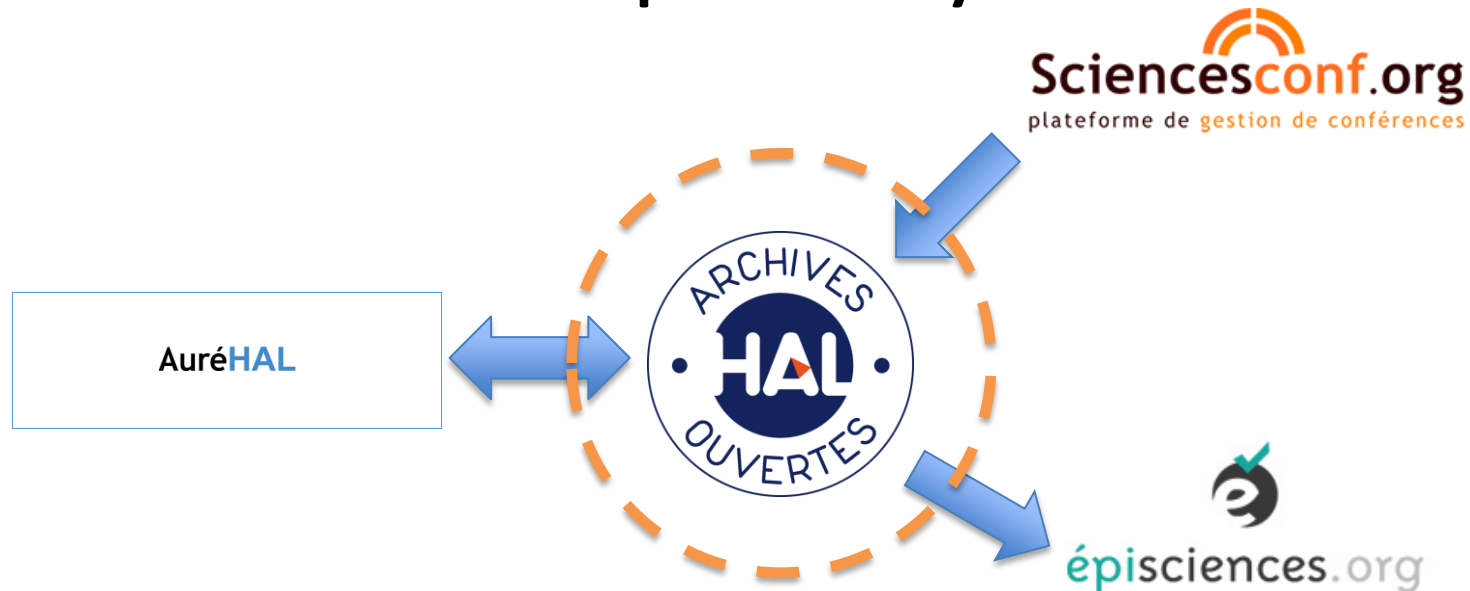 Sciencesconf.org
plateforme de gestion de conférences
ARCHIVES
HAL
OUVERTES
AuréHAL
épisciences.org